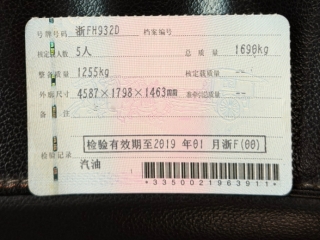 号牌号码 浙FH932D 档案编号
核定载人数 5人 总质量 1690kg
整备质量 1255kg 核定载质量 --
外廓尺寸 4587×1798×1463 准牵引总质量 --
备注
检验有效期至2019年01月浙F(00)
检验记录
汽油
*3350021963911*